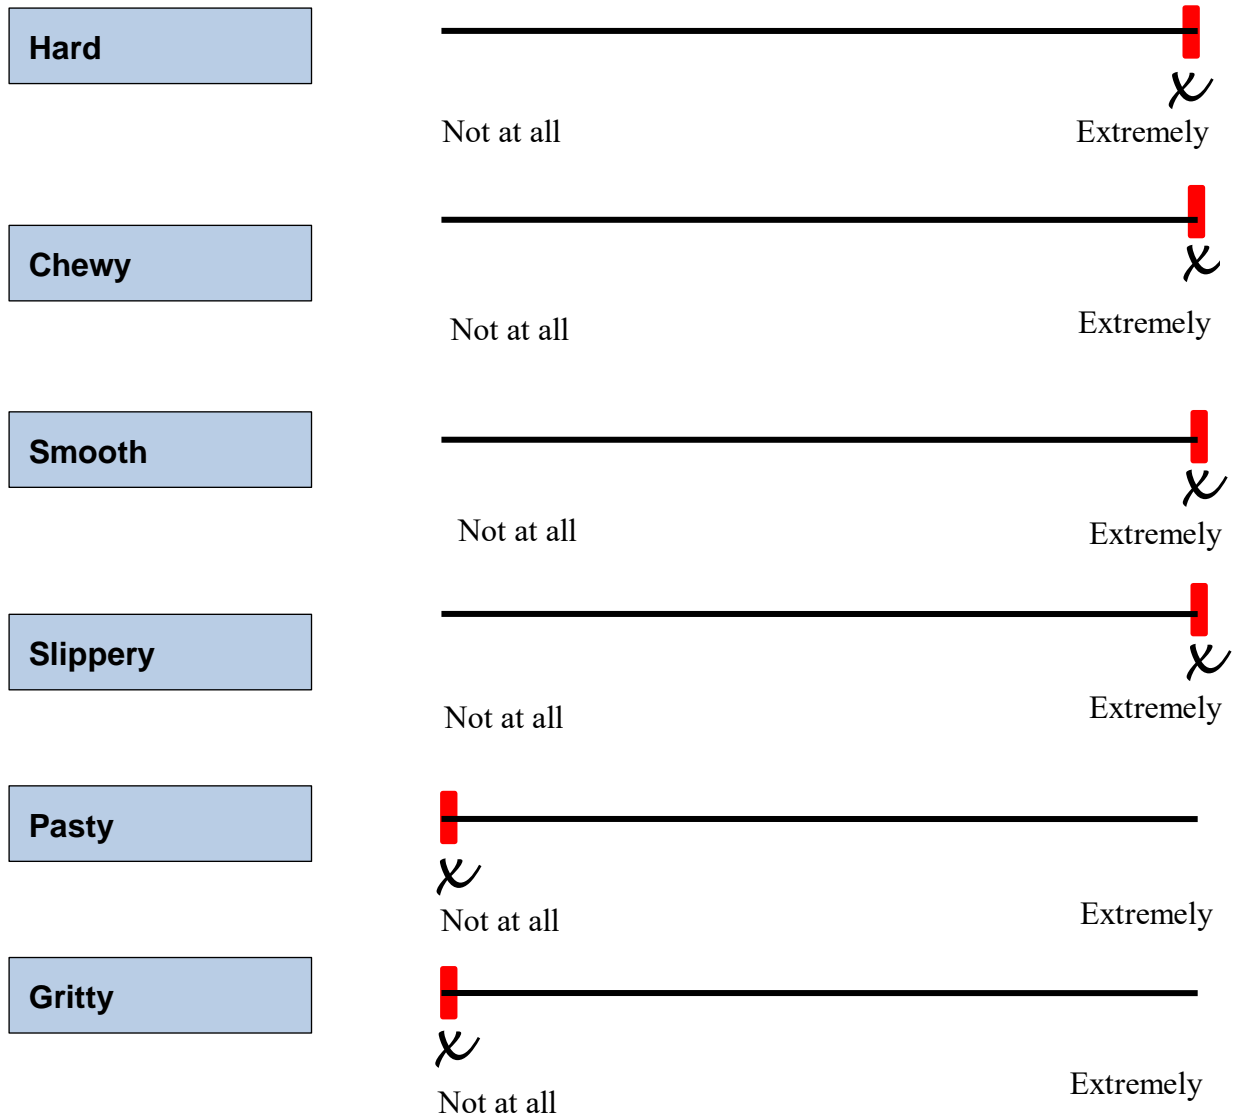 Hard
x
Not at all Extremely
Chewy
x
Not at all Extremely
Smooth
x
Not at all Extremely
Slippery
x
Not at all Extremely
Pasty
x
Not at all Extremely
Gritty
x
Not at all Extremely